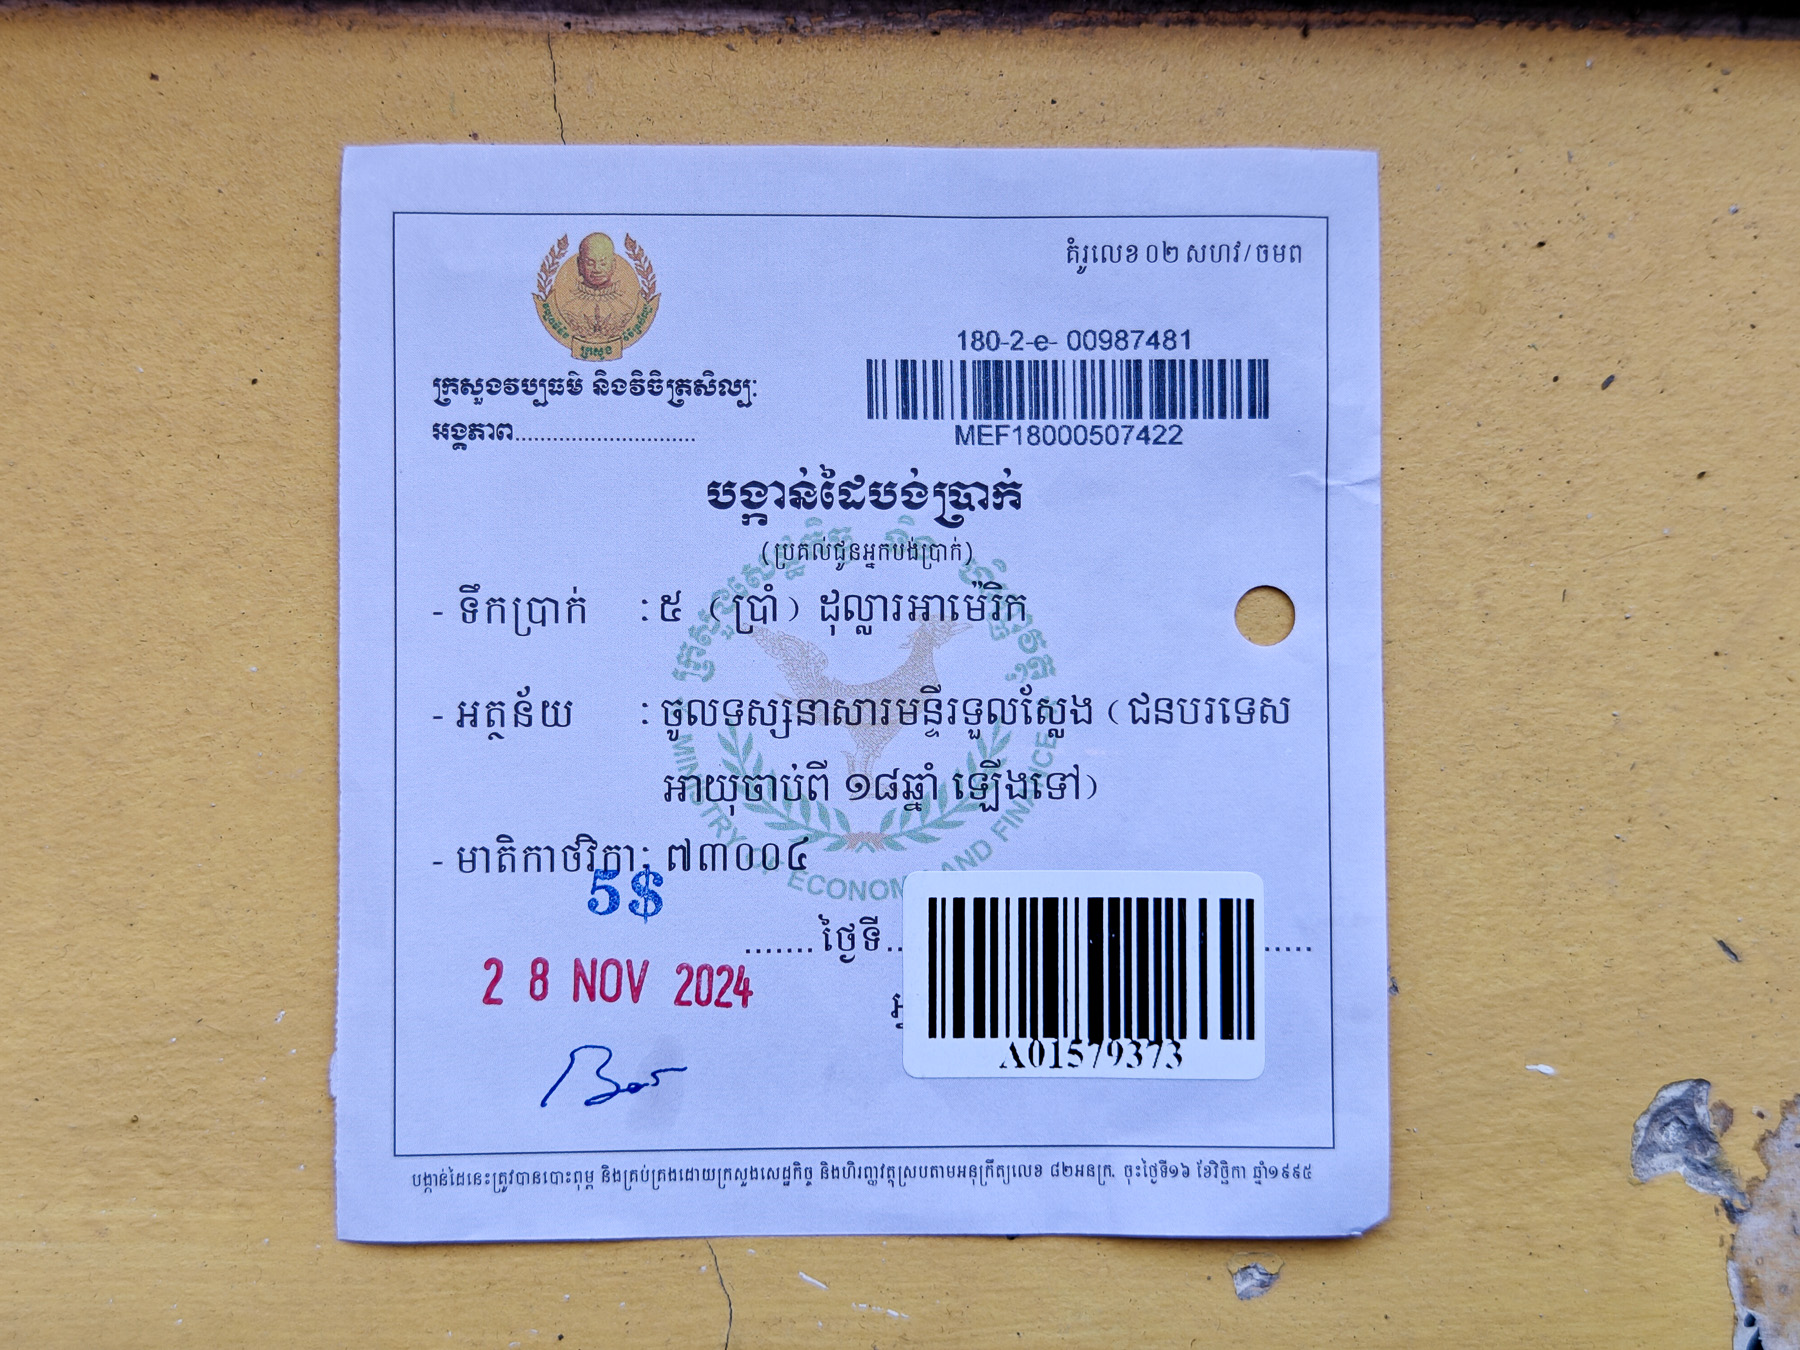 ក្រសួង
គំរូលេខ ០២ សហវ/ចមព
180-2-e- 00987481
MEF18000507422
ក្រសួងវប្បធម៌ និងវិចិត្រសិល្បៈ
អង្គភាព.............................
បង្កាន់ដៃបង់ប្រាក់
(ប្រគល់ជូនអ្នកបង់ប្រាក់)
- ទឹកប្រាក់ : ៥ (ប្រាំ) ដុល្លារអាម៉េរិក
- អត្ថន័យ : ចូលទស្សនាសារមន្ទីរទួលស្លែង (ជនបរទេស
អាយុចាប់ពី ១៨ឆ្នាំ ឡើងទៅ)
- មាតិកាថវិកា: ៧៣០០៤
MINISTRY OF ECONOMY AND FINANCE
5$
.......ថ្ងៃទី..
28 NOV 2024
A01579373
បង្កាន់ដៃនេះត្រូវបានបោះពុម្ព និងគ្រប់គ្រងដោយក្រសួងសេដ្ឋកិច្ច និងហិរញ្ញវត្ថុស្របតាមអនុក្រឹត្យលេខ ៨២អនក្រ. ចុះថ្ងៃទី១៦ ខែវិច្ឆិកា ឆ្នាំ១៩៩៥